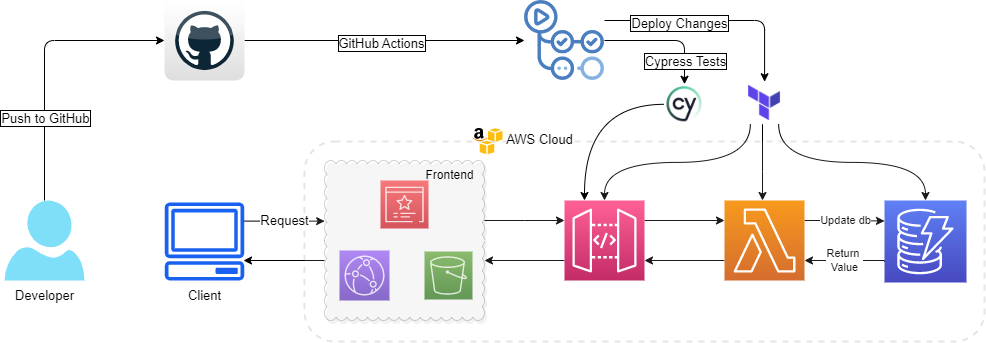 Deploy Changes
GitHub Actions
Cypress Tests
cy
Push to GitHub
a
AWS Cloud
Frontend
</>
Request
Update db
Return
Value
Developer
Client